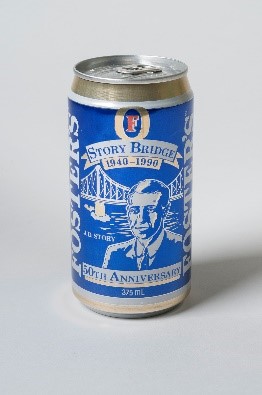 F
STORY BRIDGE
1940-1990
FOSTER'S
FOSTER'S
J.D. STORY
50TH ANNIVERSARY
375 mL